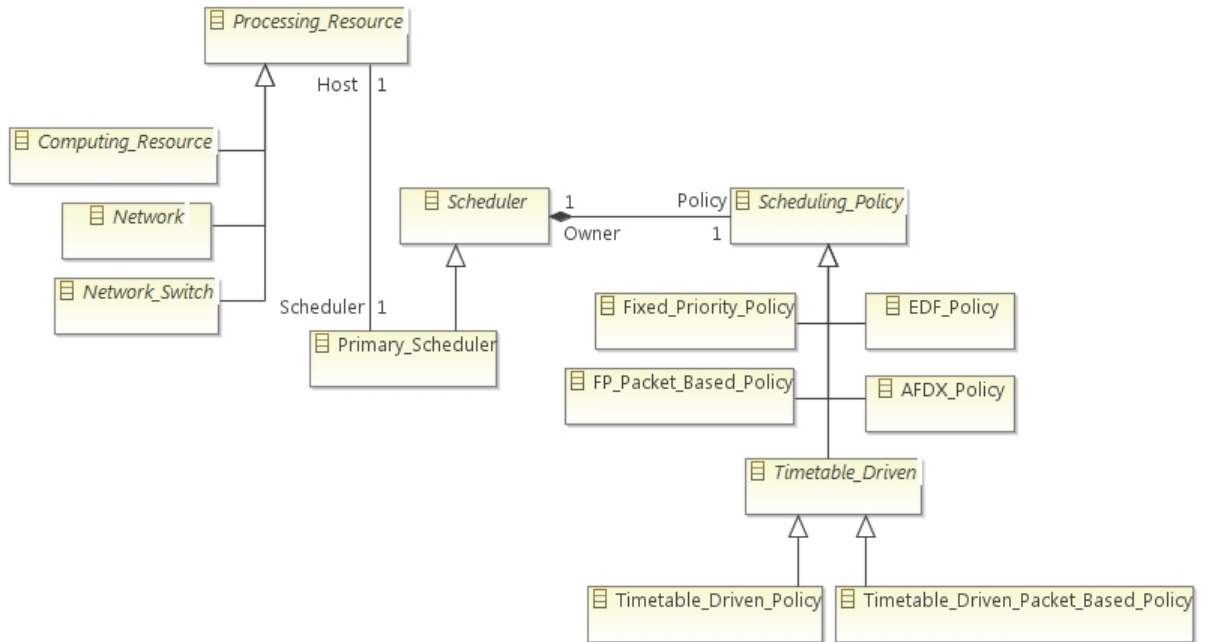 Processing_Resource
Host 1
Computing_Resource
Network
Network_Switch
Scheduler 1
Primary_Scheduler
Scheduler
1
Owner
Policy
1
Scheduling_Policy
Fixed_Priority_Policy
EDF_Policy
FP_Packet_Based_Policy
AFDX_Policy
Timetable_Driven
Timetable_Driven_Policy
Timetable_Driven_Packet_Based_Policy